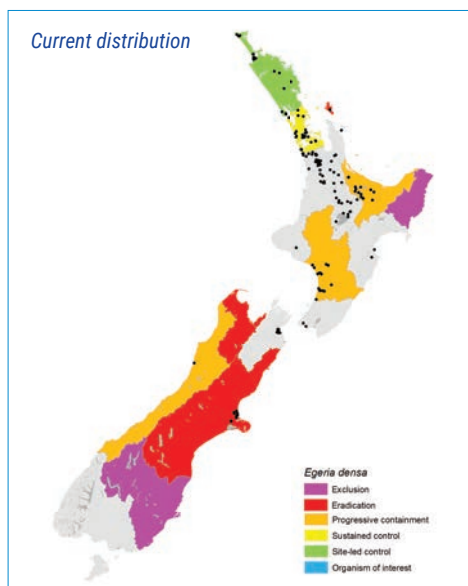 Current distribution
Egeria densa
Exclusion
Eradication
Progressive containment
Sustained control
Site-led control
Organism of interest